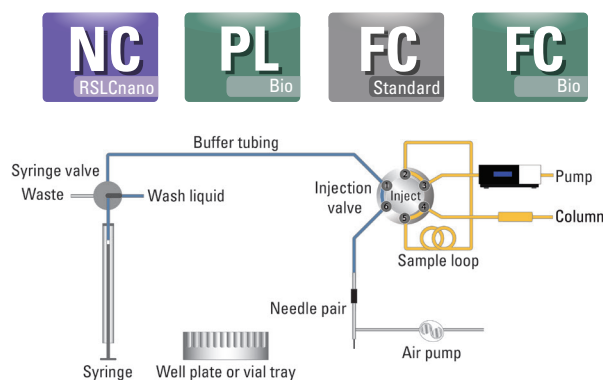 NC
RSLCnano
PL
Bio
FC
Standard
FC
Bio
Buffer tubing
Syringe valve
Waste
Wash liquid
Injection
valve
1
2
3
4
5
6
Inject
Pump
Column
Sample loop
Needle pair
Air pump
Syringe
Well plate or vial tray